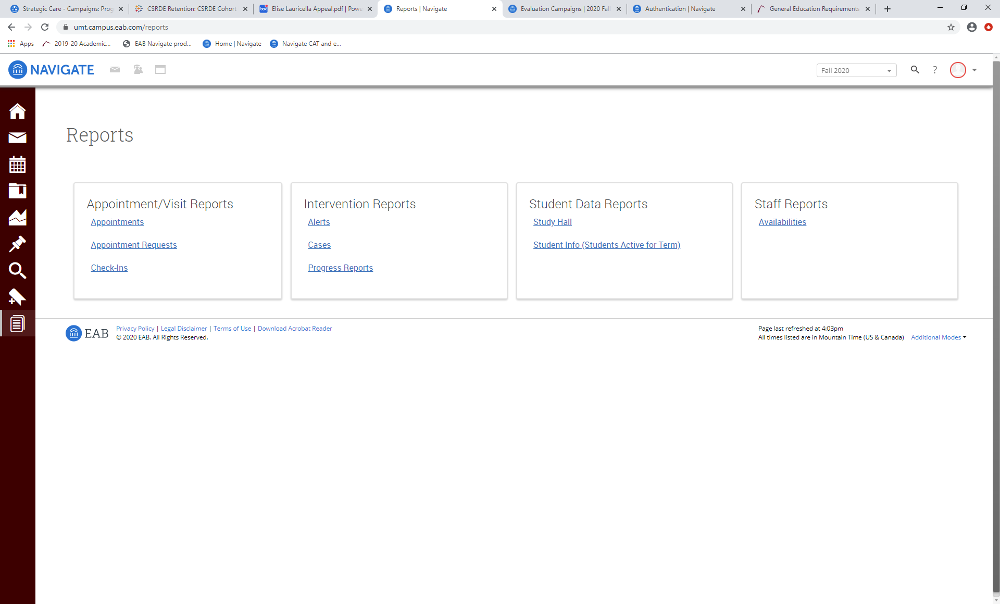 Strategic Care - Campaigns: Prog
CSRDE Retention: CSRDE Cohort
box
Elise Lauricella Appeal.pdf | Powe
Reports | Navigate
Evaluation Campaigns | 2020 Fall
Authentication | Navigate
General Education Requirements
umt.campus.eab.com/reports
Apps
2019-20 Academic...
EAB Navigate prod...
Home | Navigate
Navigate CAT and e...
NAVIGATE
Fall 2020
?
Reports
Appointment/Visit Reports
Appointments
Appointment Requests
Check-Ins
Intervention Reports
Alerts
Cases
Progress Reports
Student Data Reports
Study Hall
Student Info (Students Active for Term)
Staff Reports
Availabilities
EAB
Privacy Policy | Legal Disclaimer | Terms of Use | Download Acrobat Reader
© 2020 EAB. All Rights Reserved.
Page last refreshed at 4:03pm
All times listed are in Mountain Time (US & Canada)
Additional Modes